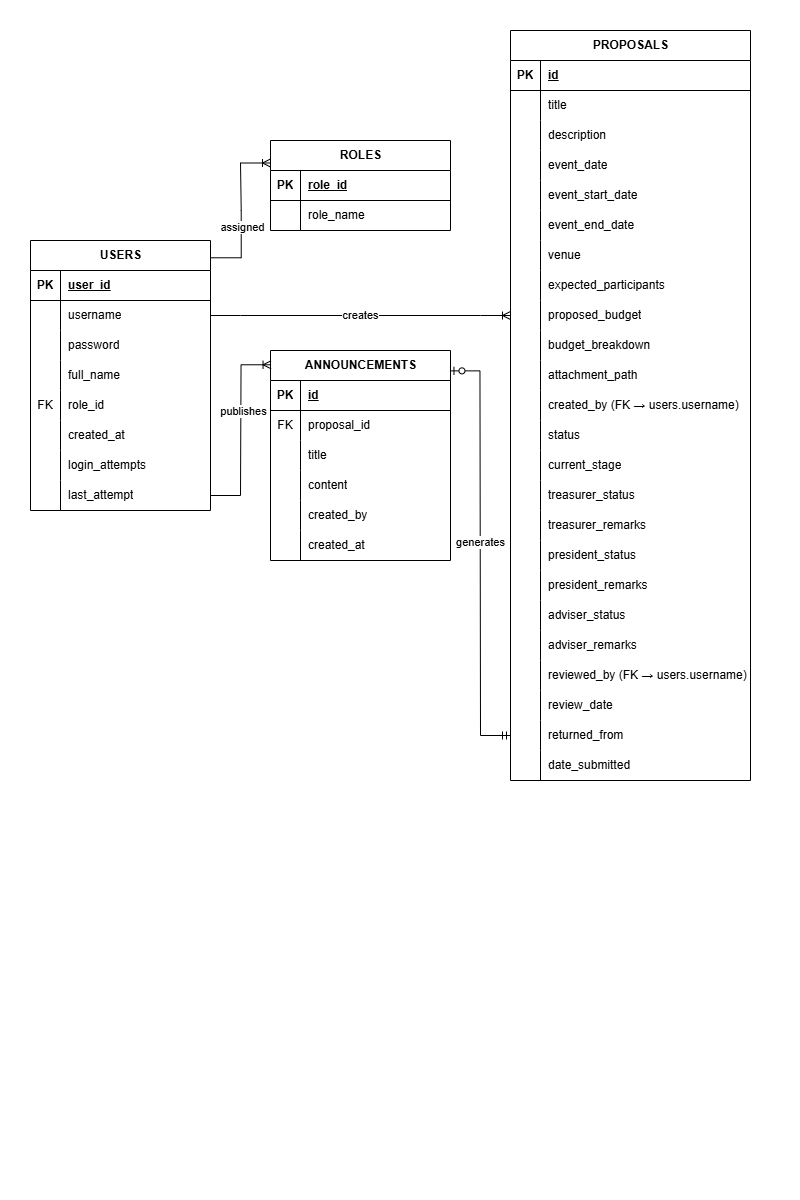 PROPOSALS
PK id
title
description
event_date
event_start_date
event_end_date
venue
expected_participants
proposed_budget
budget_breakdown
attachment_path
created_by (FK → users.username)
status
current_stage
treasurer_status
treasurer_remarks
president_status
president_remarks
adviser_status
adviser_remarks
reviewed_by (FK → users.username)
review_date
returned_from
date_submitted
ROLES
PK role_id
role_name
assigned
USERS
PK user_id
username
password
full_name
FK role_id
created_at
login_attempts
last_attempt
creates
publishes
ANNOUNCEMENTS
PK id
FK proposal_id
title
content
created_by
created_at
generates